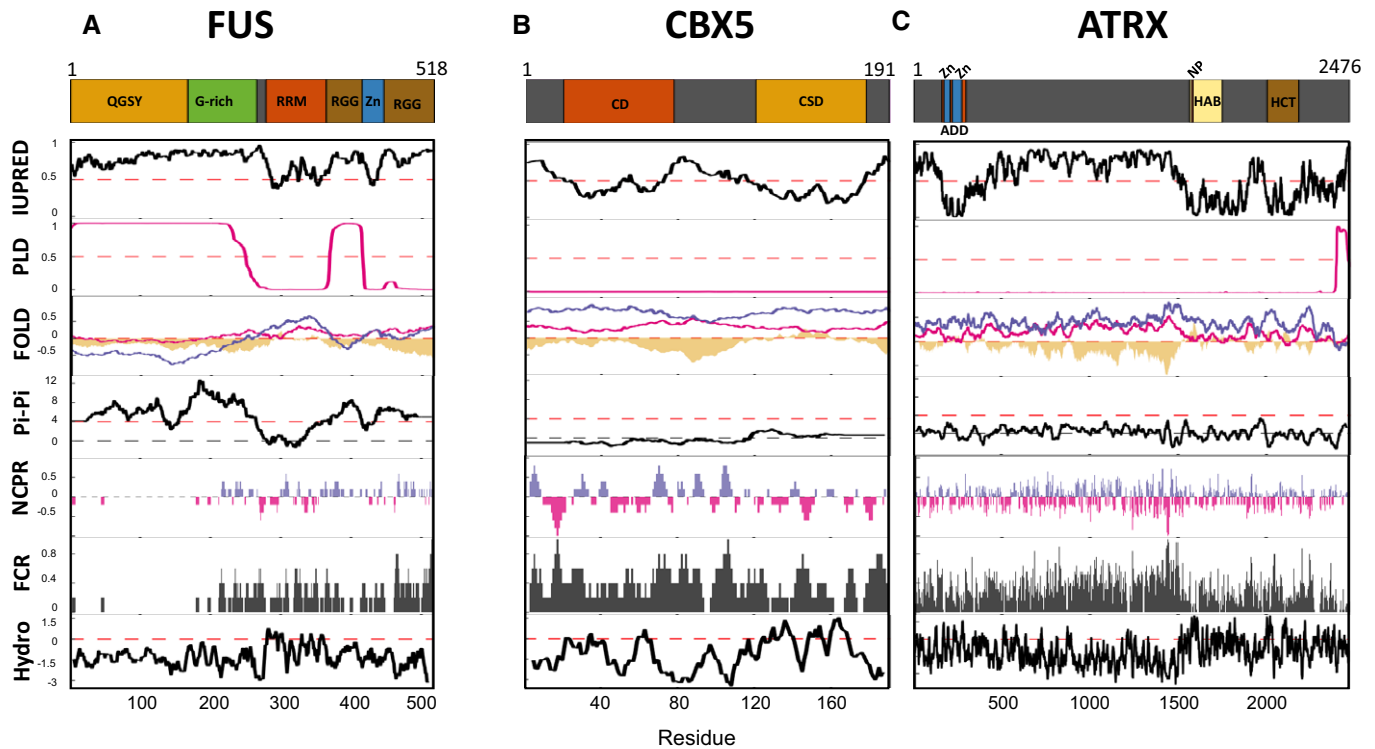 A FUS B CBX5 C ATRX
1 518 1 191 1 2476
Zn Zn NP
QGSY G-rich RRM RGG Zn RGG CD CSD HAB HCT
ADD
IUPRED 1 0.5 0
PLD 1 0.5 0
FOLD 0.5 0 -0.5
Pi-Pi 12 8 4 0
NCPR 0.5 0 -0.5
FCR 0.8 0.4 0
Hydro 1.5 0 -1.5 -3
100 200 300 400 500 40 80 120 160 500 1000 1500 2000
Residue